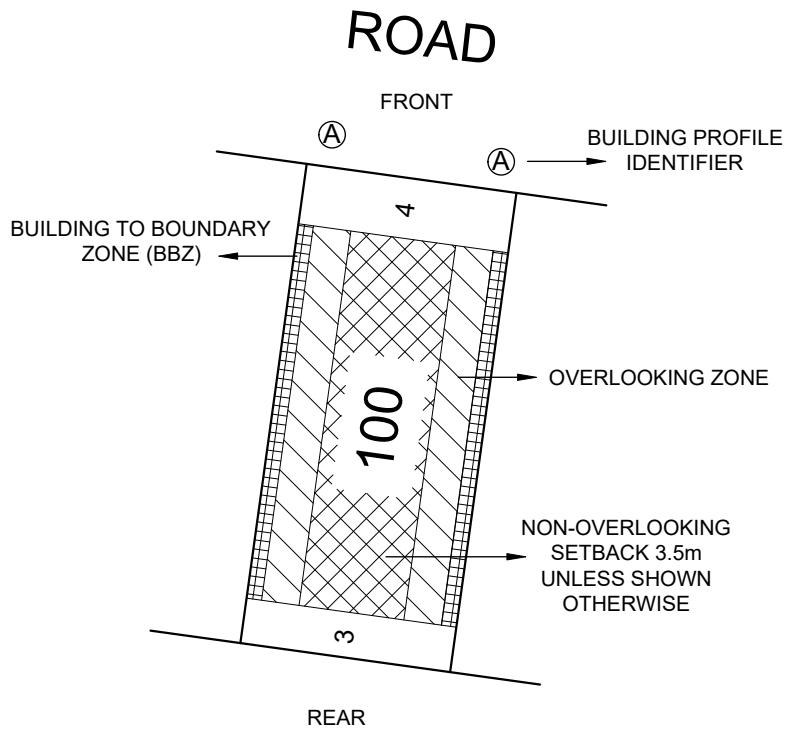 ROAD
FRONT
A
A
BUILDING PROFILE
IDENTIFIER
4
BUILDING TO BOUNDARY
ZONE (BBZ)
OVERLOOKING ZONE
100
NON-OVERLOOKING
SETBACK 3.5m
UNLESS SHOWN
OTHERWISE
3
REAR